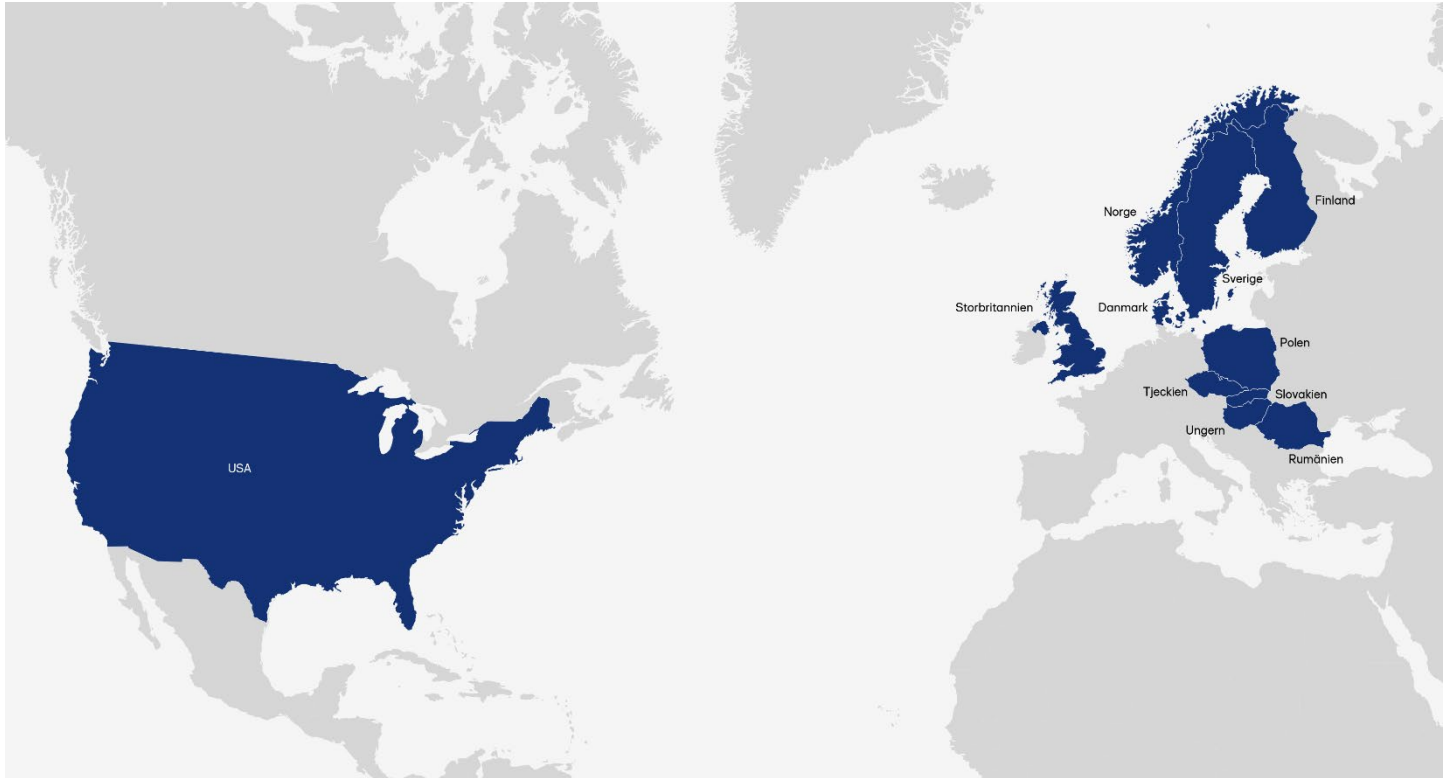 Finland
Norge
Sverige
Storbritannien
Danmark
Polen
Tjeckien
Slovakien
Ungern
Rumänien
USA